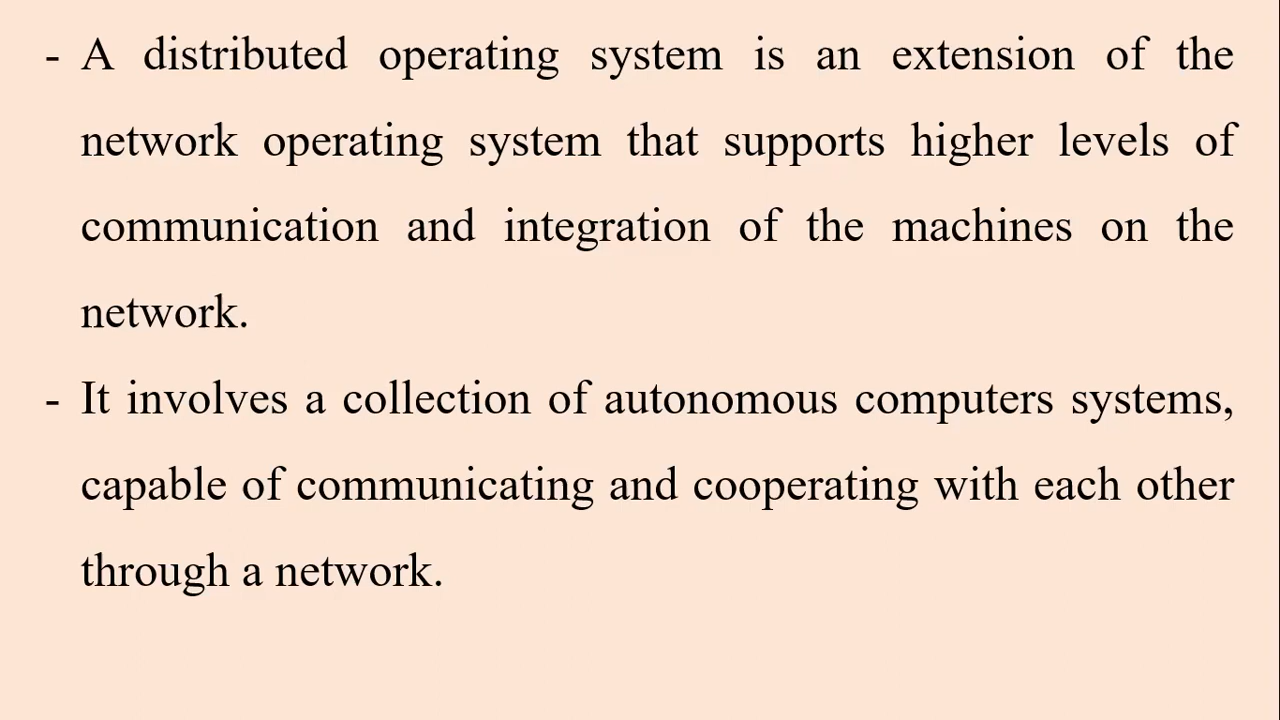 - A distributed operating system is an extension of the
network operating system that supports higher levels of
communication and integration of the machines on the
network.
- It involves a collection of autonomous computers systems,
capable of communicating and cooperating with each other
through a network.